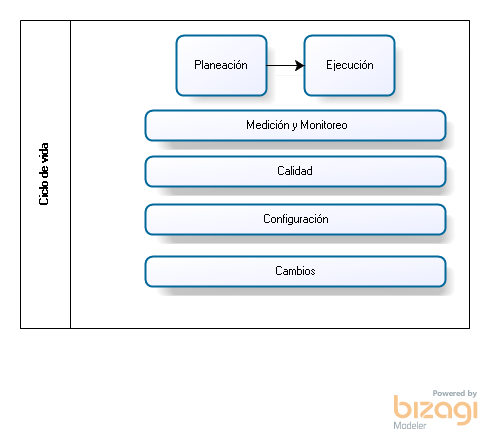 Ciclo de vida
Planeación
Ejecución
Medición y Monitoreo
Calidad
Configuración
Cambios
Powered by
bizagi
Modeler